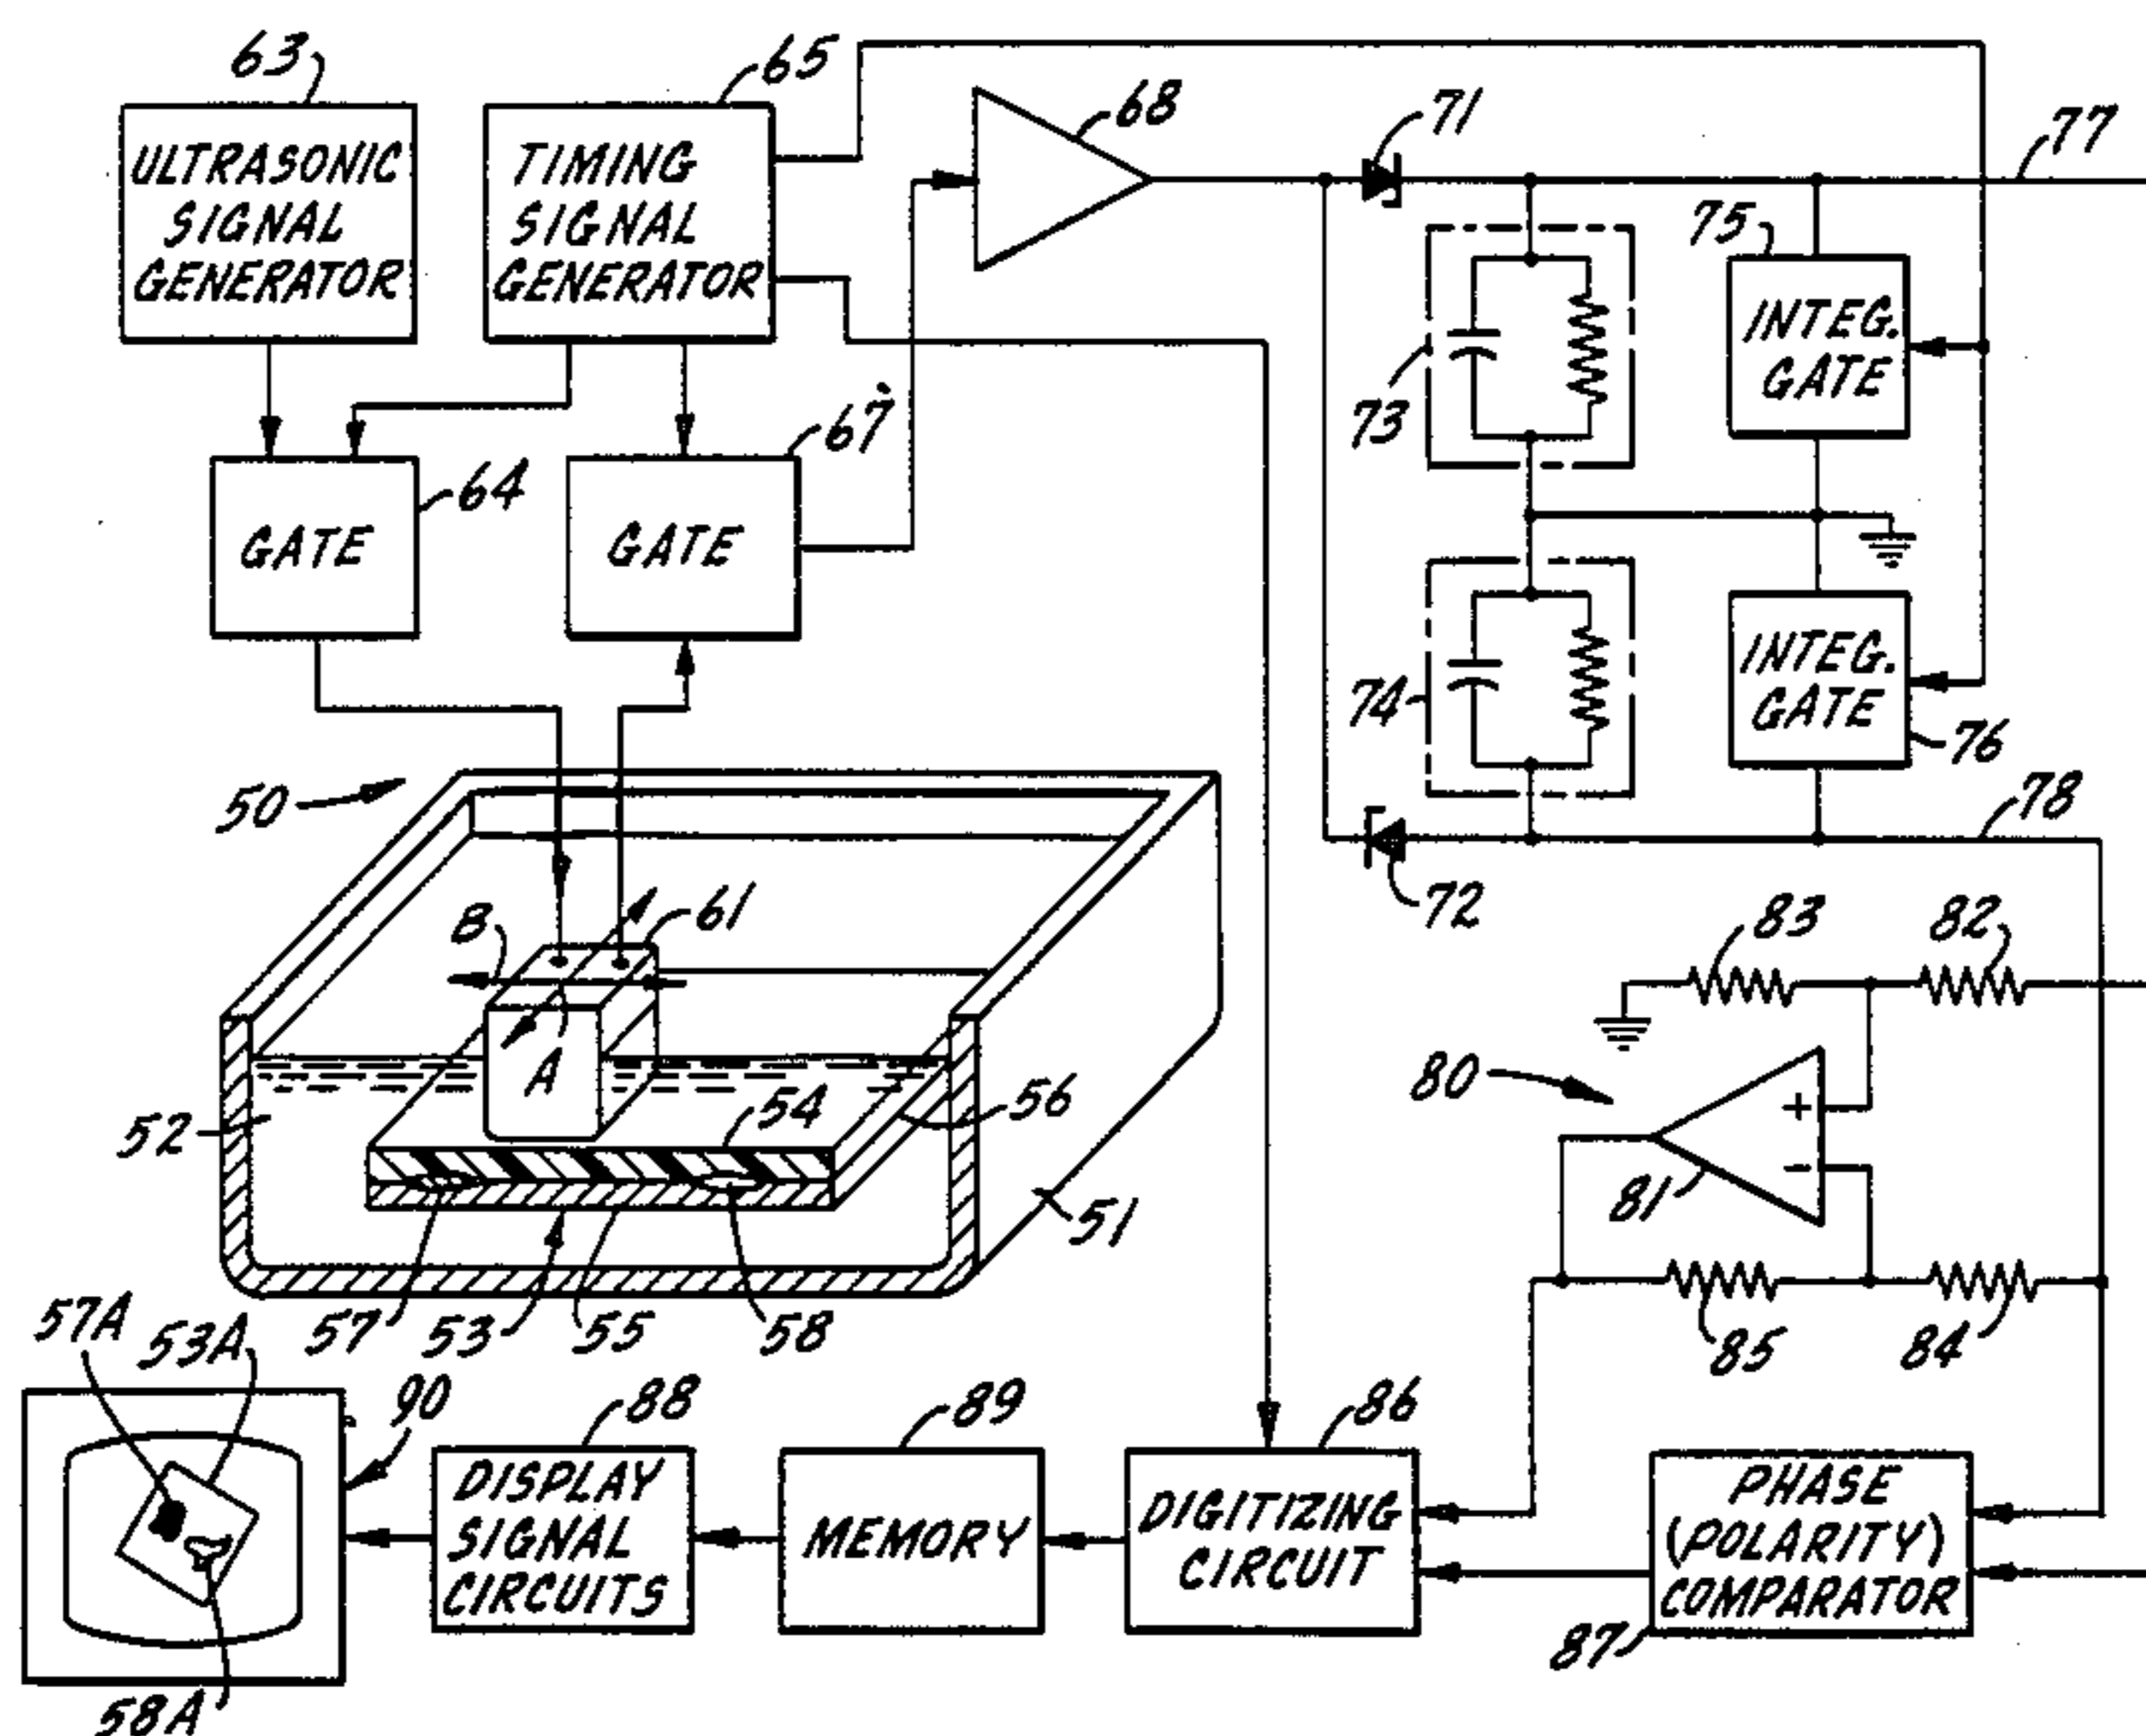 63
65
68
71
77
ULTRASONIC
SIGNAL
GENERATOR
TIMING
SIGNAL
GENERATOR
75
INTEG.
GATE
73
67
64
GATE
GATE
74
INTEG.
GATE
76
50
78
72
B
61
83
82
A
80
52
54
56
+
-
81
51
57
53
55
58
85
84
57A
53A
90
88
89
86
DISPLAY
SIGNAL
CIRCUITS
MEMORY
DIGITIZING
CIRCUIT
PHASE
(POLARITY)
COMPARATOR
87
58A